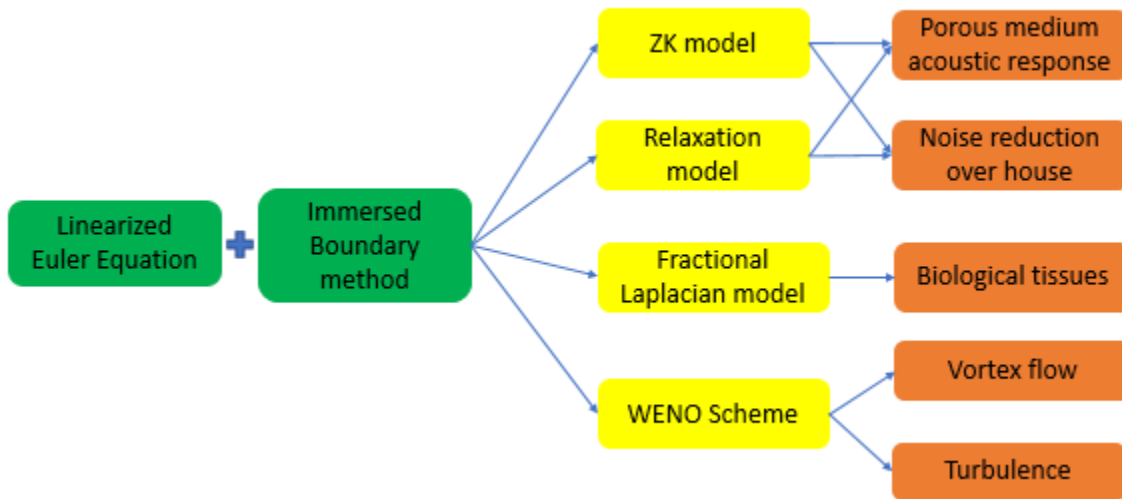 Linearized
Euler Equation
Immersed
Boundary
method
ZK model
Relaxation
model
Fractional
Laplacian model
WENO Scheme
Porous medium
acoustic response
Noise reduction
over house
Biological tissues
Vortex flow
Turbulence